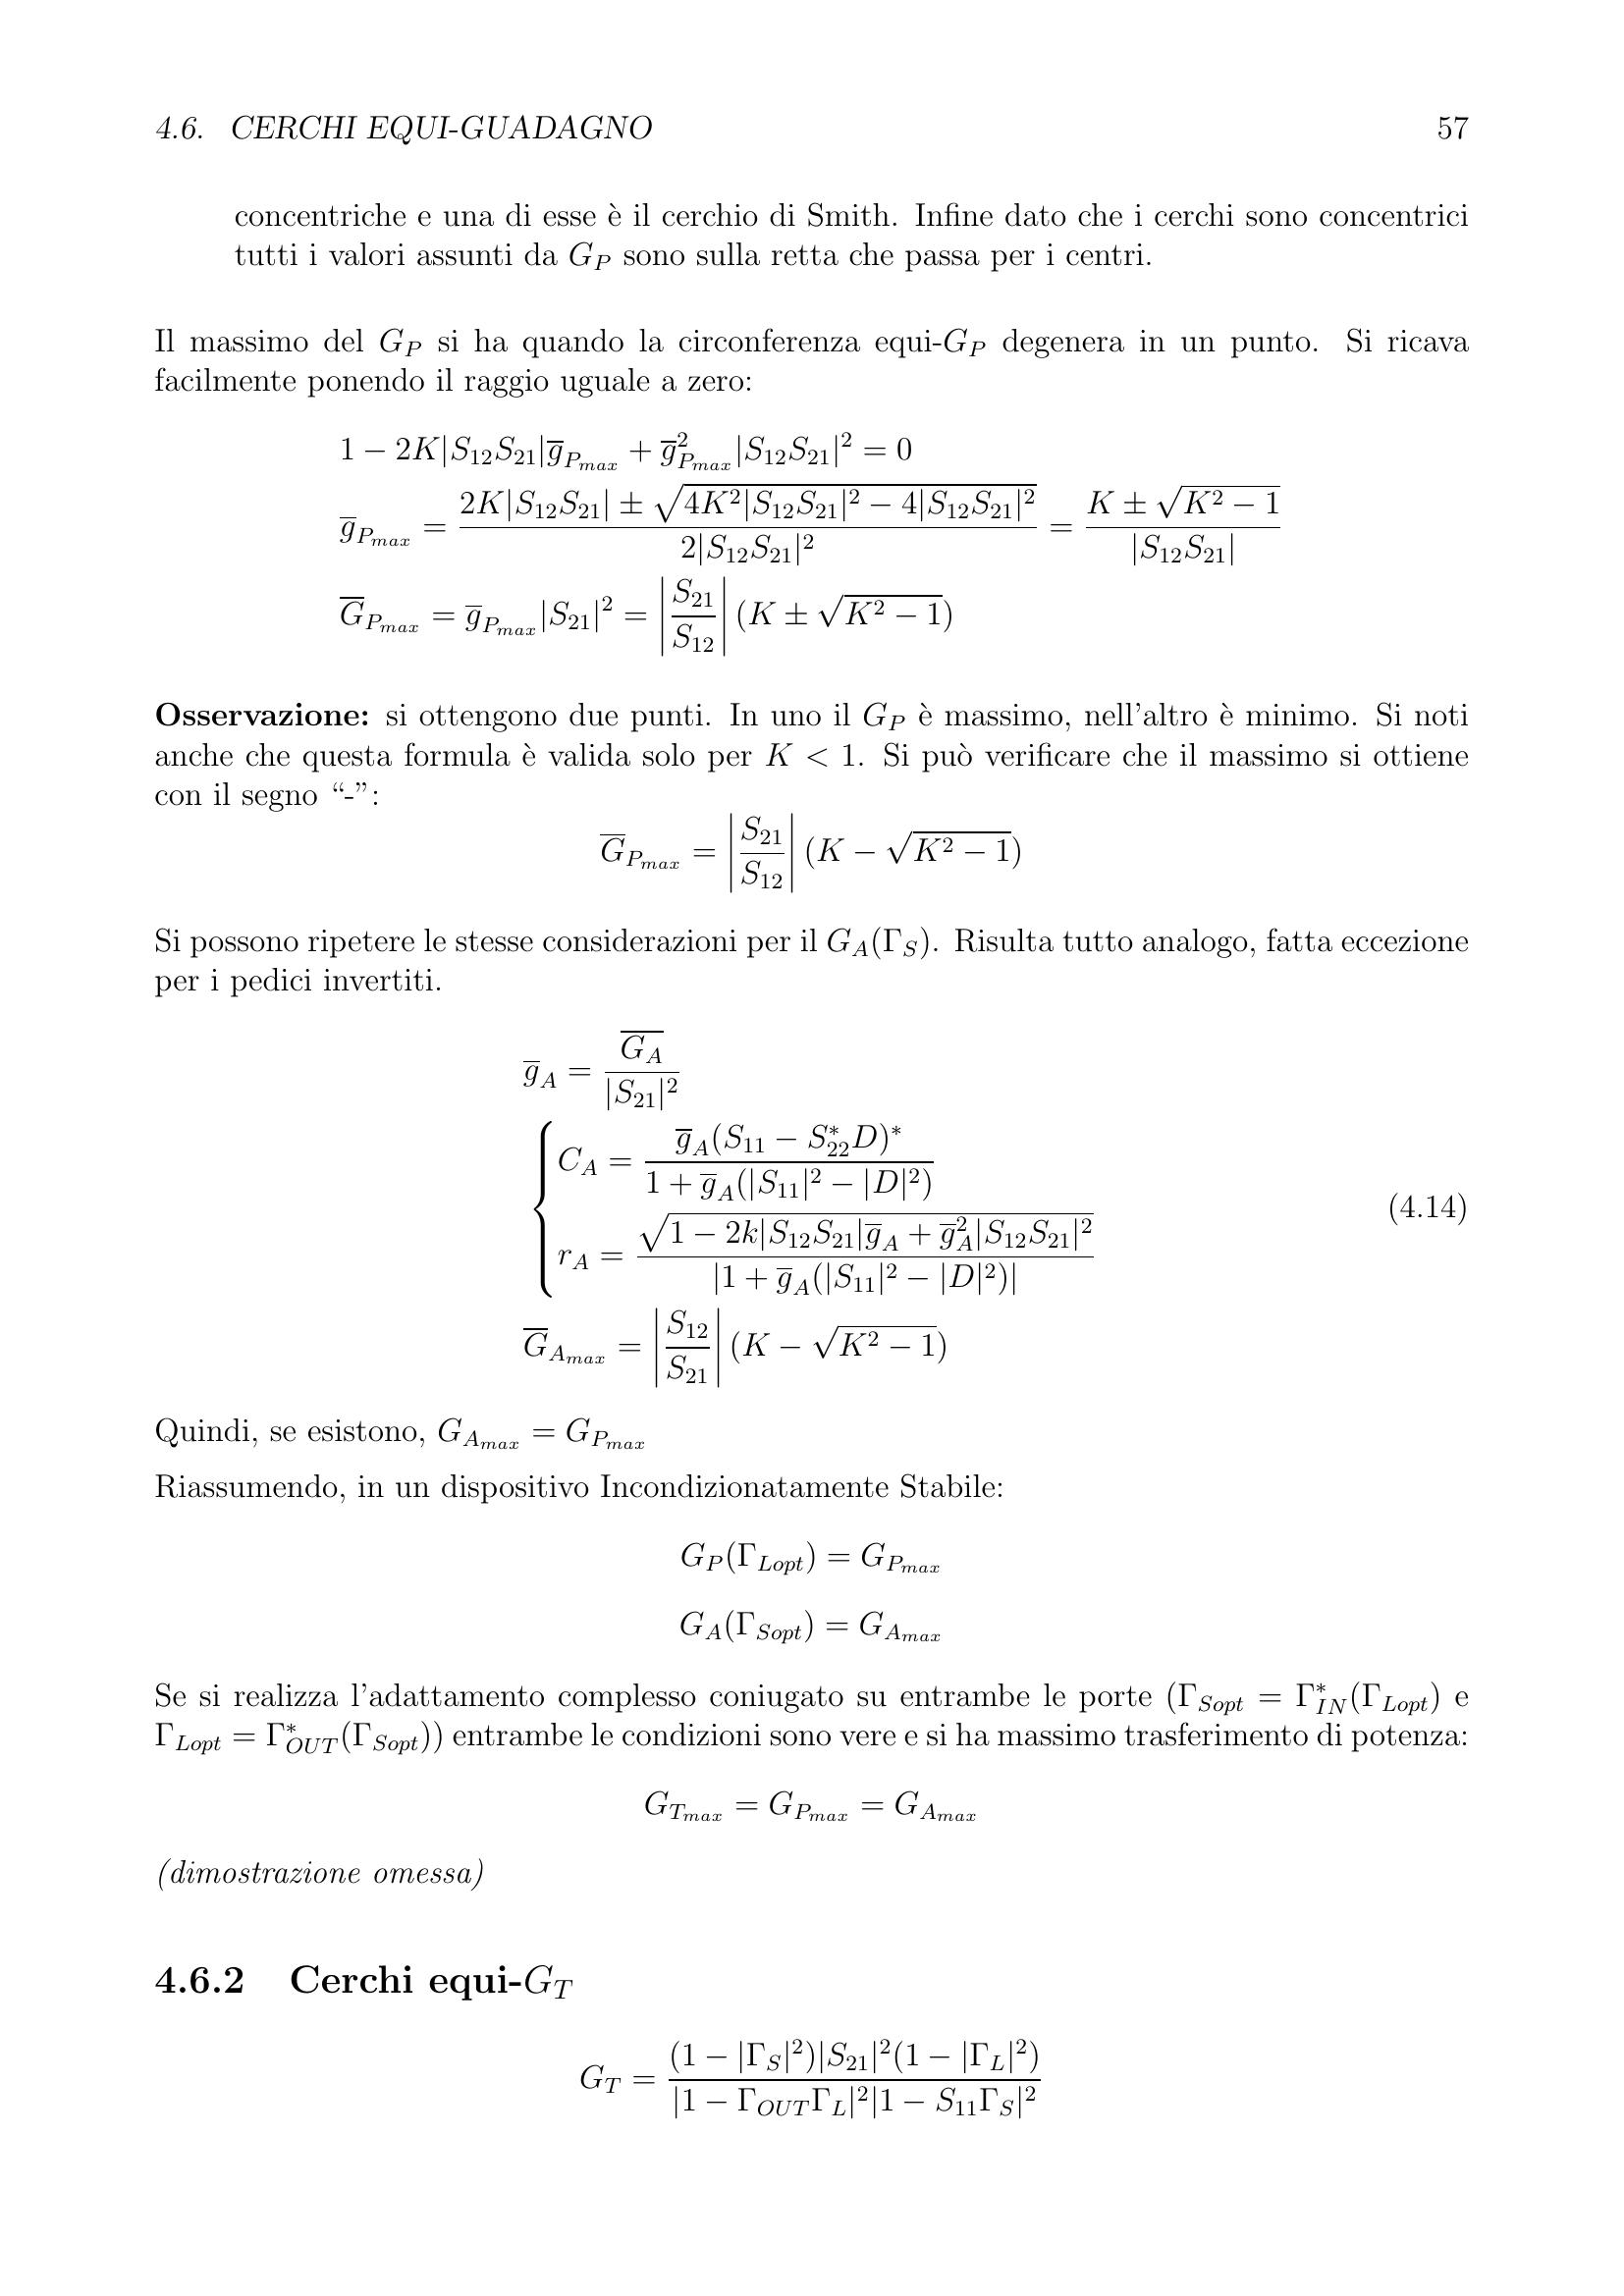 4.6. CERCHI EQUI-GUADAGNO 57
concentriche e una di esse è il cerchio di Smith. Infine dato che i cerchi sono concentrici
tutti i valori assunti da $G_P$ sono sulla retta che passa per i centri.
Il massimo del $G_P$ si ha quando la circonferenza equi-$G_P$ degenera in un punto. Si ricava
facilmente ponendo il raggio uguale a zero:
$1 - 2K|S_{12}S_{21}|\overline{g}_{P_{max}} + \overline{g}^2_{P_{max}}|S_{12}S_{21}|^2 = 0$
$\overline{g}_{P_{max}} = \frac{2K|S_{12}S_{21}| \pm \sqrt{4K^2|S_{12}S_{21}|^2 - 4|S_{12}S_{21}|^2}}{2|S_{12}S_{21}|^2} = \frac{K \pm \sqrt{K^2 - 1}}{|S_{12}S_{21}|}$
$\overline{G}_{P_{max}} = \overline{g}_{P_{max}}|S_{21}|^2 = \left|\frac{S_{21}}{S_{12}}\right|(K \pm \sqrt{K^2 - 1})$
Osservazione: si ottengono due punti. In uno il $G_P$ è massimo, nell'altro è minimo. Si noti
anche che questa formula è valida solo per $K < 1$. Si può verificare che il massimo si ottiene
con il segno “-”:
$\overline{G}_{P_{max}} = \left|\frac{S_{21}}{S_{12}}\right|(K - \sqrt{K^2 - 1})$
Si possono ripetere le stesse considerazioni per il $G_A(\Gamma_S)$. Risulta tutto analogo, fatta eccezione
per i pedici invertiti.
$\overline{g}_A = \frac{\overline{G_A}}{|S_{21}|^2}$
$C_A = \frac{\overline{g}_A(S_{11} - S^*_{22}D)^*}{1 + \overline{g}_A(|S_{11}|^2 - |D|^2)}$
$r_A = \frac{\sqrt{1 - 2k|S_{12}S_{21}|\overline{g}_A + \overline{g}^2_A|S_{12}S_{21}|^2}}{|1 + \overline{g}_A(|S_{11}|^2 - |D|^2)|}$ (4.14)
$\overline{G}_{A_{max}} = \left|\frac{S_{12}}{S_{21}}\right|(K - \sqrt{K^2 - 1})$
Quindi, se esistono, $G_{A_{max}} = G_{P_{max}}$
Riassumendo, in un dispositivo Incondizionatamente Stabile:
$G_P(\Gamma_{Lopt}) = G_{P_{max}}$
$G_A(\Gamma_{Sopt}) = G_{A_{max}}$
Se si realizza l'adattamento complesso coniugato su entrambe le porte ($\Gamma_{Sopt} = \Gamma^*_{IN}(\Gamma_{Lopt})$ e
$\Gamma_{Lopt} = \Gamma^*_{OUT}(\Gamma_{Sopt})$) entrambe le condizioni sono vere e si ha massimo trasferimento di potenza:
$G_{T_{max}} = G_{P_{max}} = G_{A_{max}}$
(dimostrazione omessa)
4.6.2 Cerchi equi-$G_T$
$G_T = \frac{(1 - |\Gamma_S|^2)|S_{21}|^2(1 - |\Gamma_L|^2)}{|1 - \Gamma_{OUT}\Gamma_L|^2|1 - S_{11}\Gamma_S|^2}$